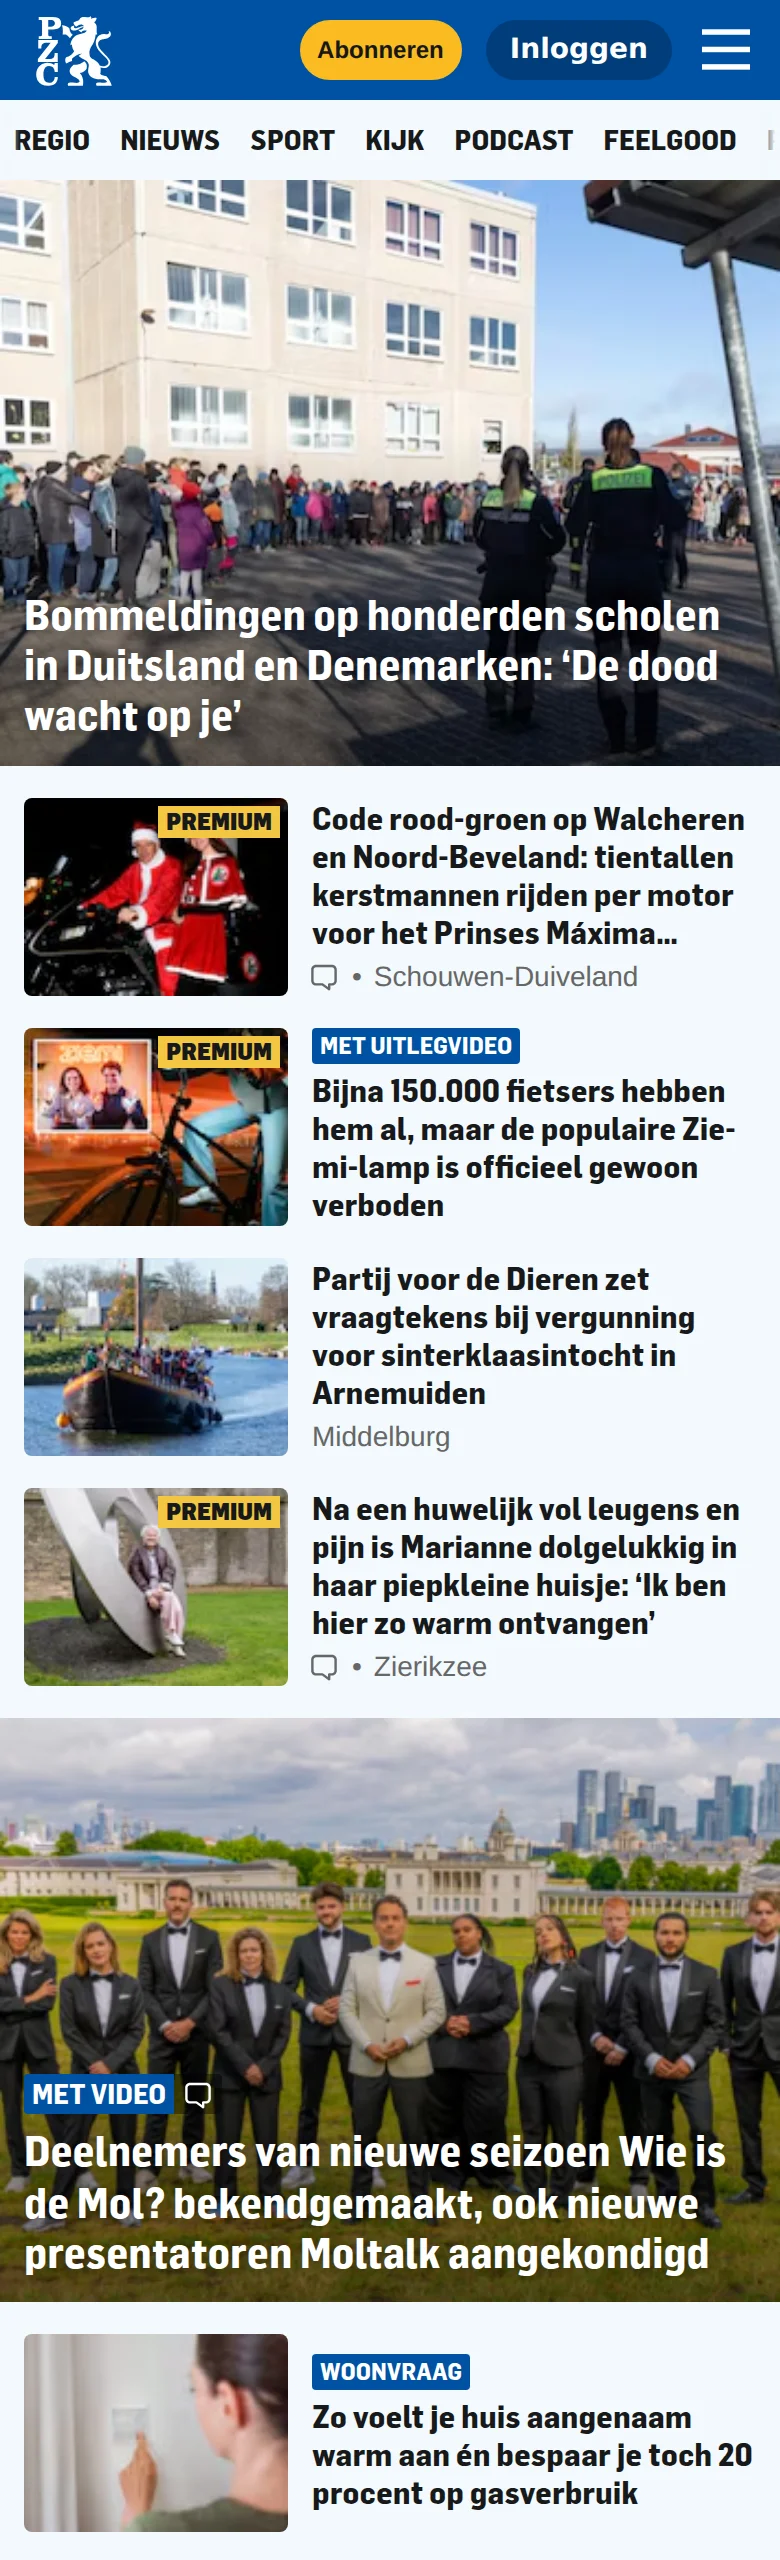 PZC
Abonneren
Inloggen
REGIO NIEUWS SPORT KIJK PODCAST FEELGOOD
POLIZEI
Bommeldingen op honderden scholen
in Duitsland en Denemarken: ‘De dood
wacht op je’
PREMIUM
Code rood-groen op Walcheren
en Noord-Beveland: tientallen
kerstmannen rijden per motor
voor het Prinses Máxima...
• Schouwen-Duiveland
PREMIUM
MET UITLEGVIDEO
Bijna 150.000 fietsers hebben
hem al, maar de populaire Zie-
mi-lamp is officieel gewoon
verboden
Partij voor de Dieren zet
vraagtekens bij vergunning
voor sinterklaasintocht in
Arnemuiden
Middelburg
PREMIUM
Na een huwelijk vol leugens en
pijn is Marianne dolgelukkig in
haar piepkleine huisje: ‘Ik ben
hier zo warm ontvangen’
• Zierikzee
MET VIDEO
Deelnemers van nieuwe seizoen Wie is
de Mol? bekendgemaakt, ook nieuwe
presentatoren Moltalk aangekondigd
WOONVRAAG
Zo voelt je huis aangenaam
warm aan én bespaar je toch 20
procent op gasverbruik